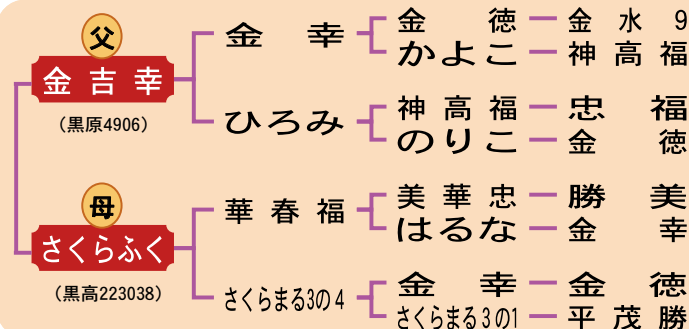 父
金吉幸
（黒原4906）
金幸
金徳
金水9
かよこ
神高福
ひろみ
神高福
忠福
のりこ
金徳
母
さくらふく
（黒高223038）
華春福
美華忠
勝美
はるな
金幸
さくらまる3の4
金幸
金徳
さくらまる3の1
平茂勝